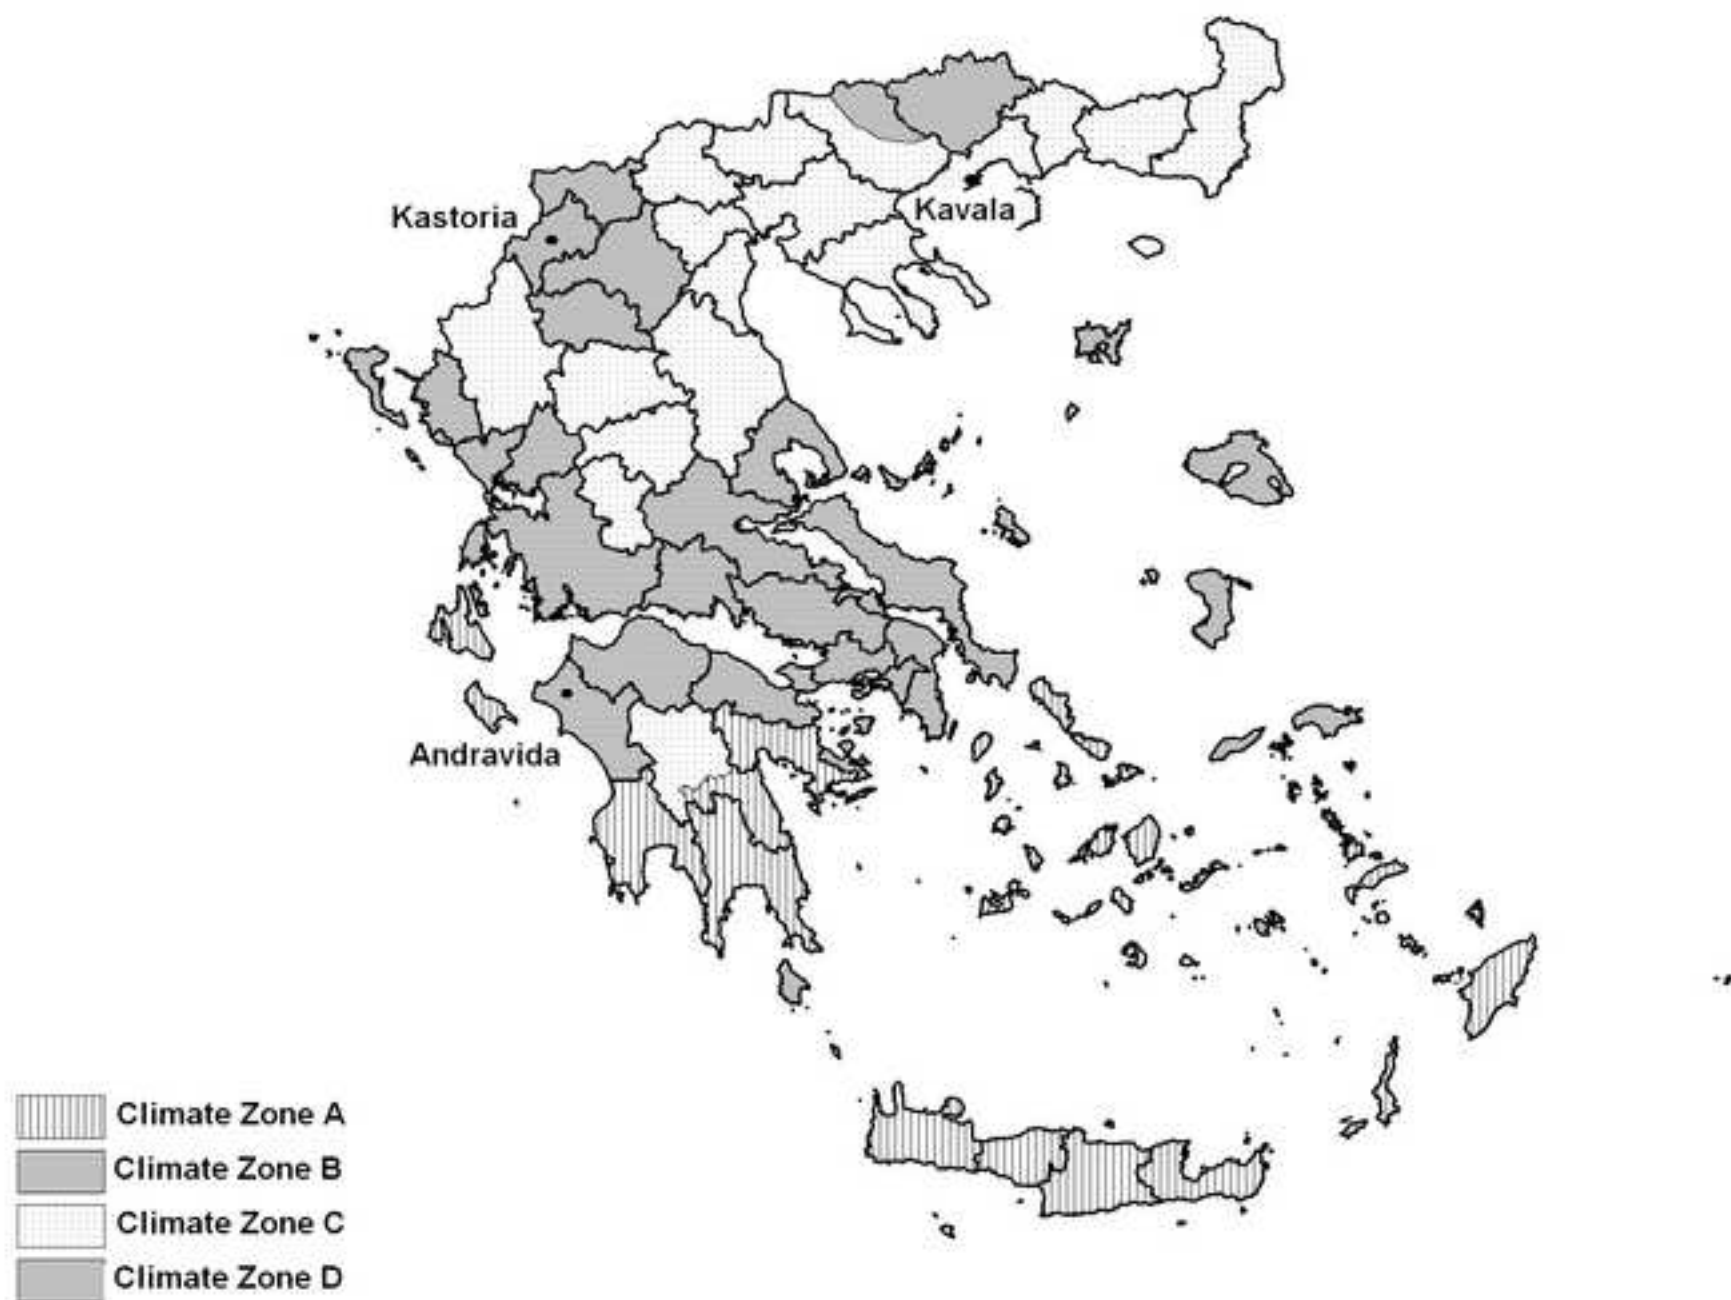 Kastoria
Kavala
Andravida
Climate Zone A
Climate Zone B
Climate Zone C
Climate Zone D